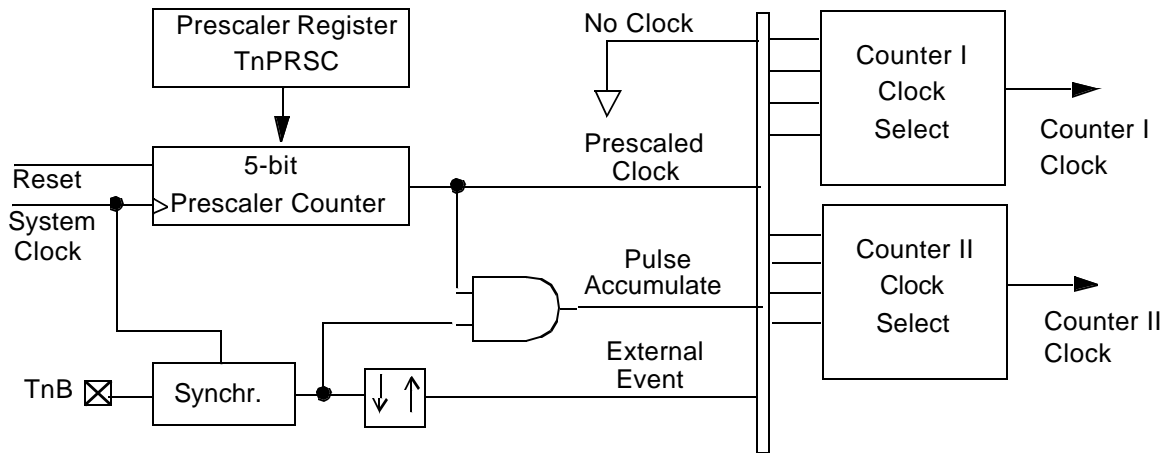 Prescaler Register
TnPRSC
No Clock
Counter I
Clock
Select
Counter I
Clock
5-bit
Prescaler Counter
Reset
System
Clock
Prescaled
Clock
Counter II
Clock
Select
Counter II
Clock
Pulse
Accumulate
External
Event
TnB
Synchr.